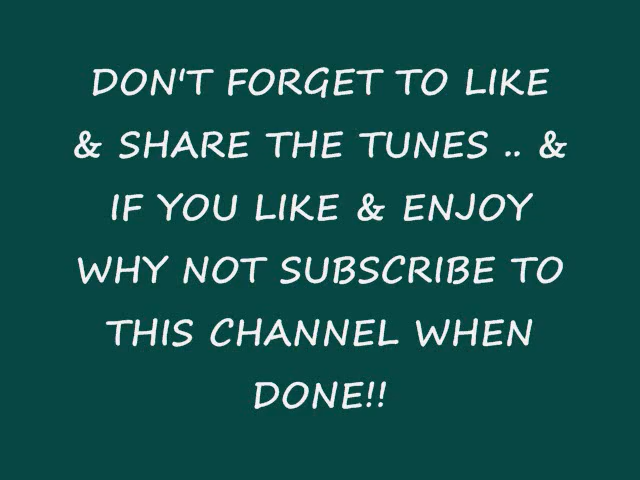 DON'T FORGET TO LIKE
& SHARE THE TUNES .. &
IF YOU LIKE & ENJOY
WHY NOT SUBSCRIBE TO
THIS CHANNEL WHEN
DONE!!